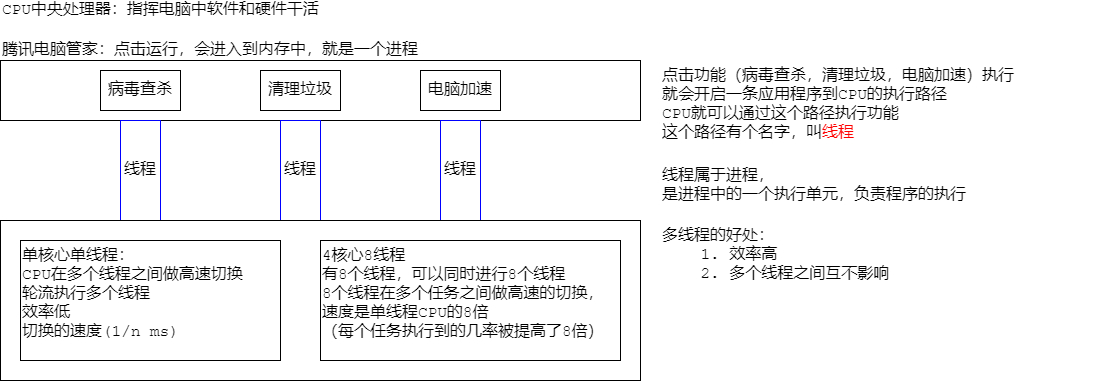 CPU中央处理器：指挥电脑中软件和硬件干活
腾讯电脑管家：点击运行，会进入到内存中，就是一个进程
病毒查杀
清理垃圾
电脑加速
线程
线程
线程
单核心单线程：
CPU在多个线程之间做高速切换
轮流执行多个线程
效率低
切换的速度(1/n ms)
4核心8线程
有8个线程，可以同时进行8个线程
8个线程在多个任务之间做高速的切换，
速度是单线程CPU的8倍
（每个任务执行到的几率被提高了8倍）
点击功能（病毒查杀，清理垃圾，电脑加速）执行
就会开启一条应用程序到CPU的执行路径
CPU就可以通过这个路径执行功能
这个路径有个名字，叫线程
线程属于进程，
是进程中的一个执行单元，负责程序的执行
多线程的好处：
1. 效率高
2. 多个线程之间互不影响